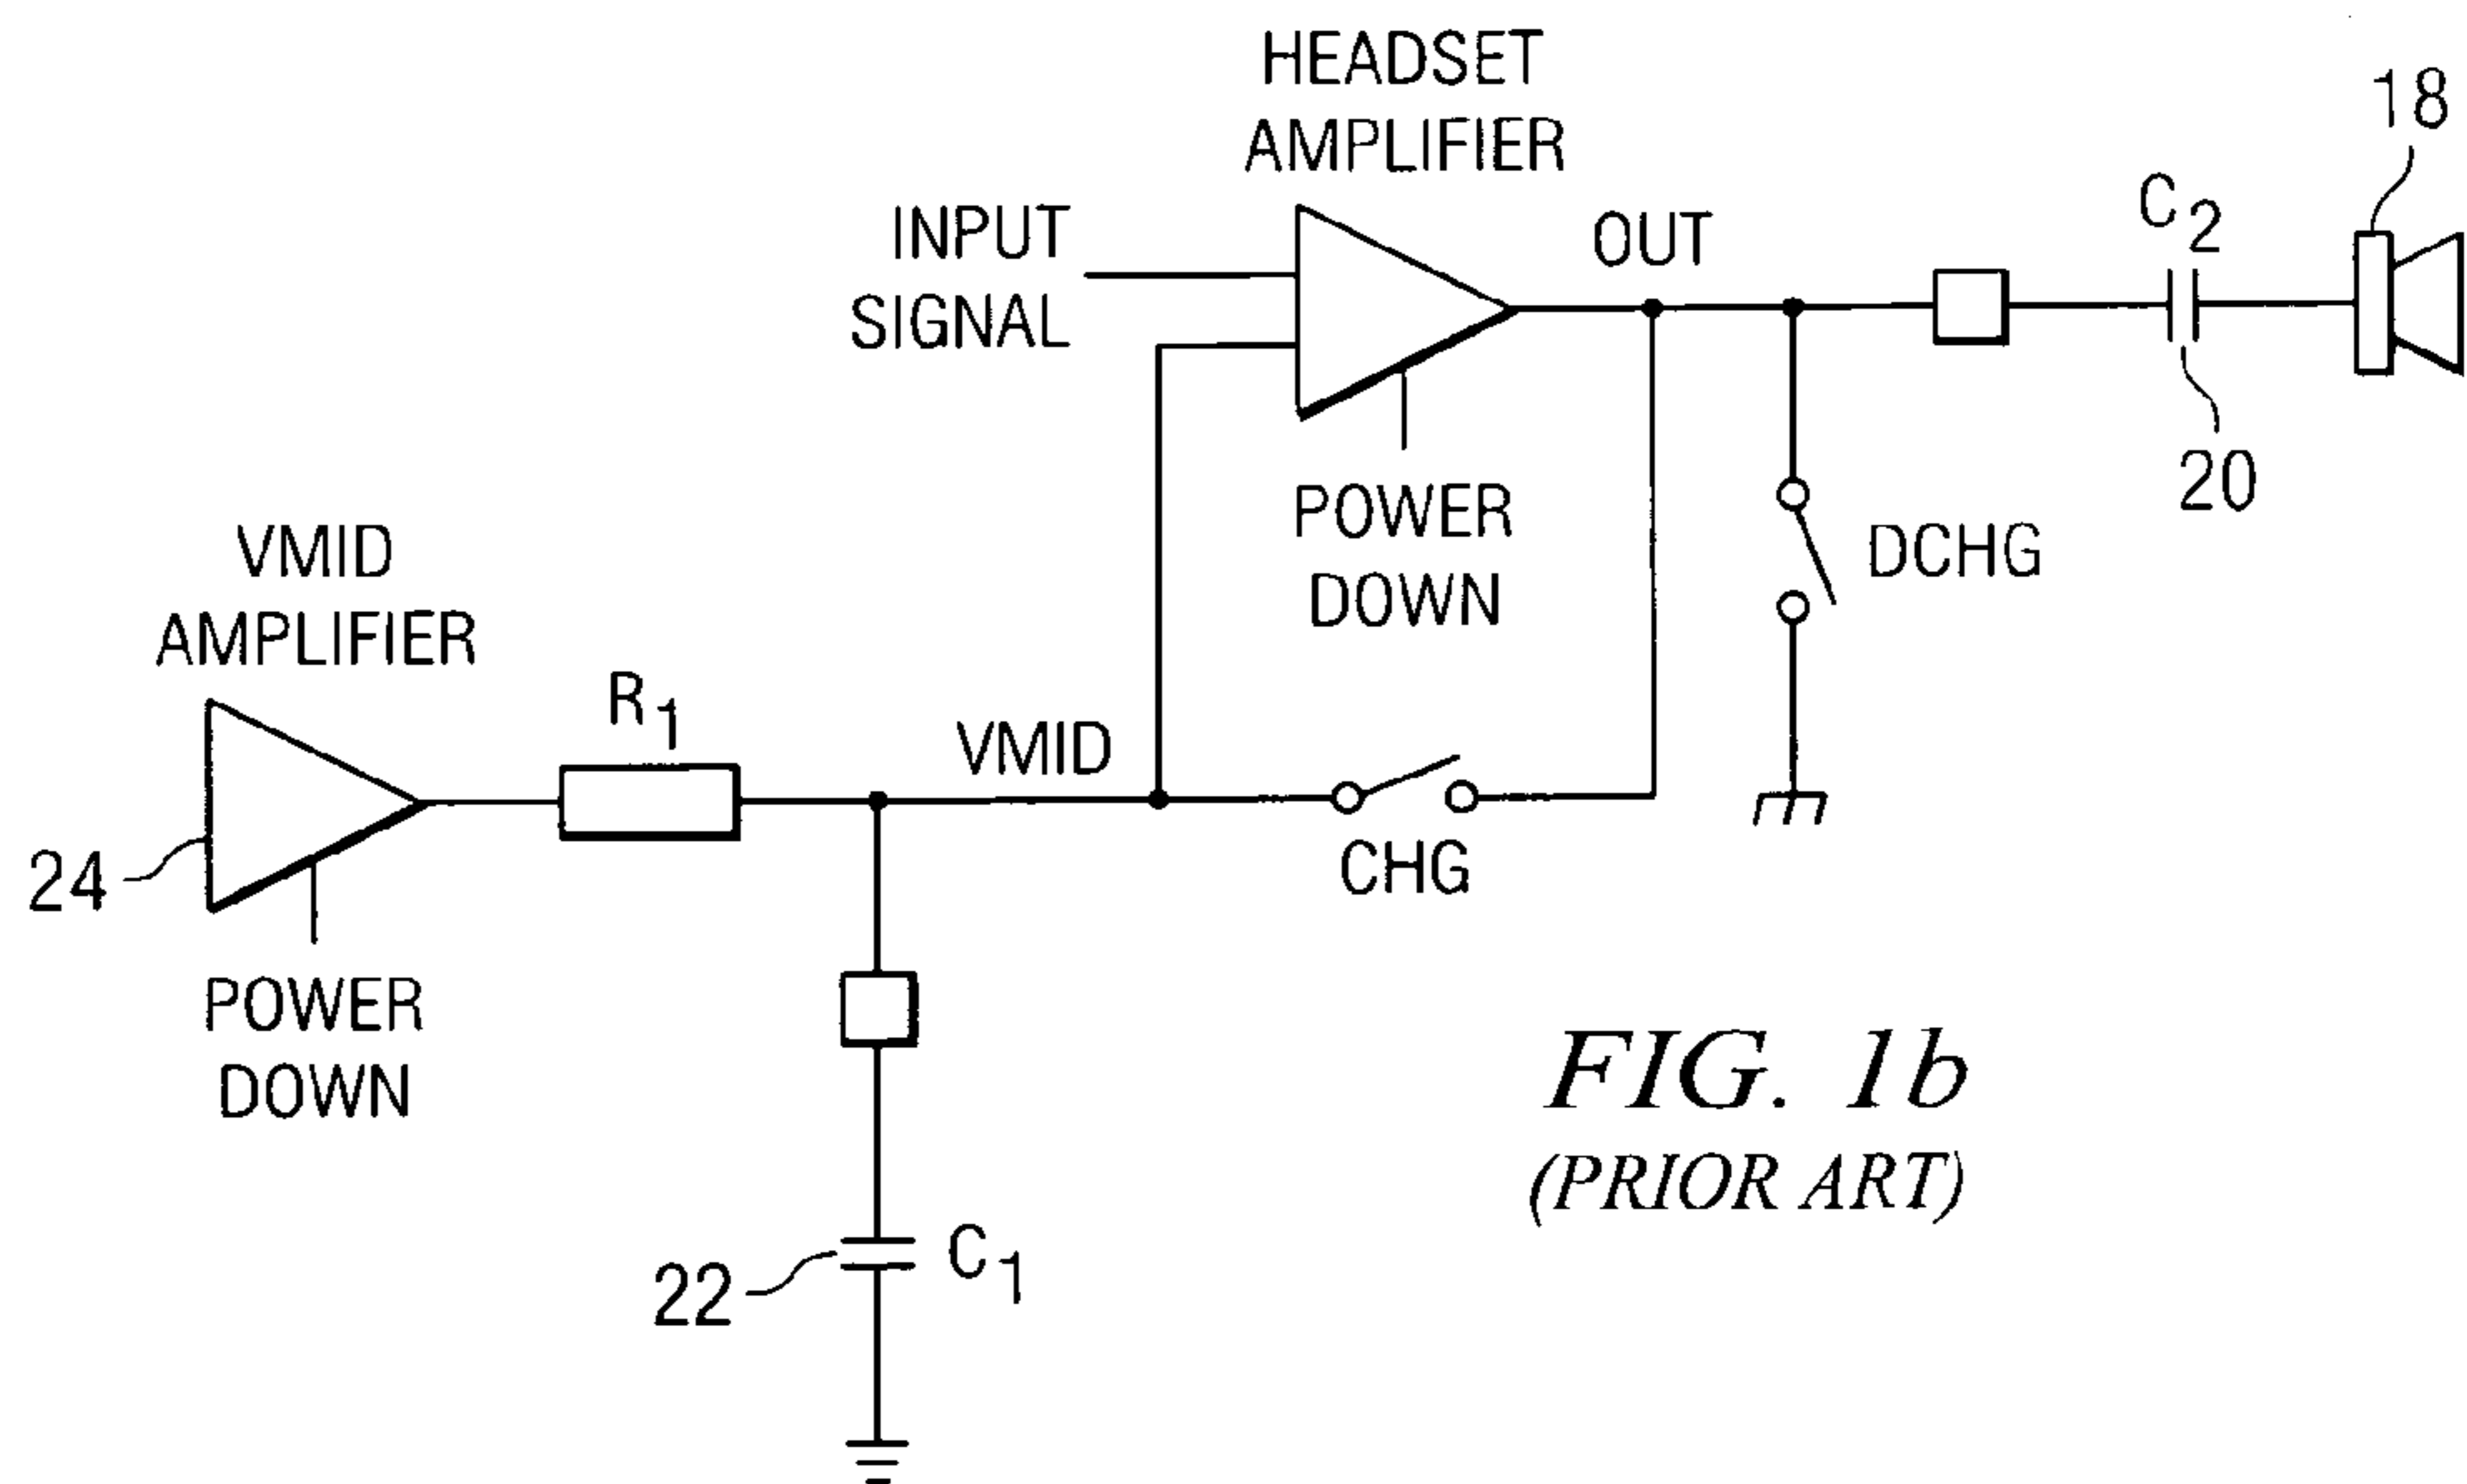 HEADSET
AMPLIFIER
18
C2
INPUT
SIGNAL
OUT
20
POWER
DOWN
DCHG
VMID
AMPLIFIER
R1
VMID
24
CHG
POWER
DOWN
22
C1
FIG. 1b
(PRIOR ART)